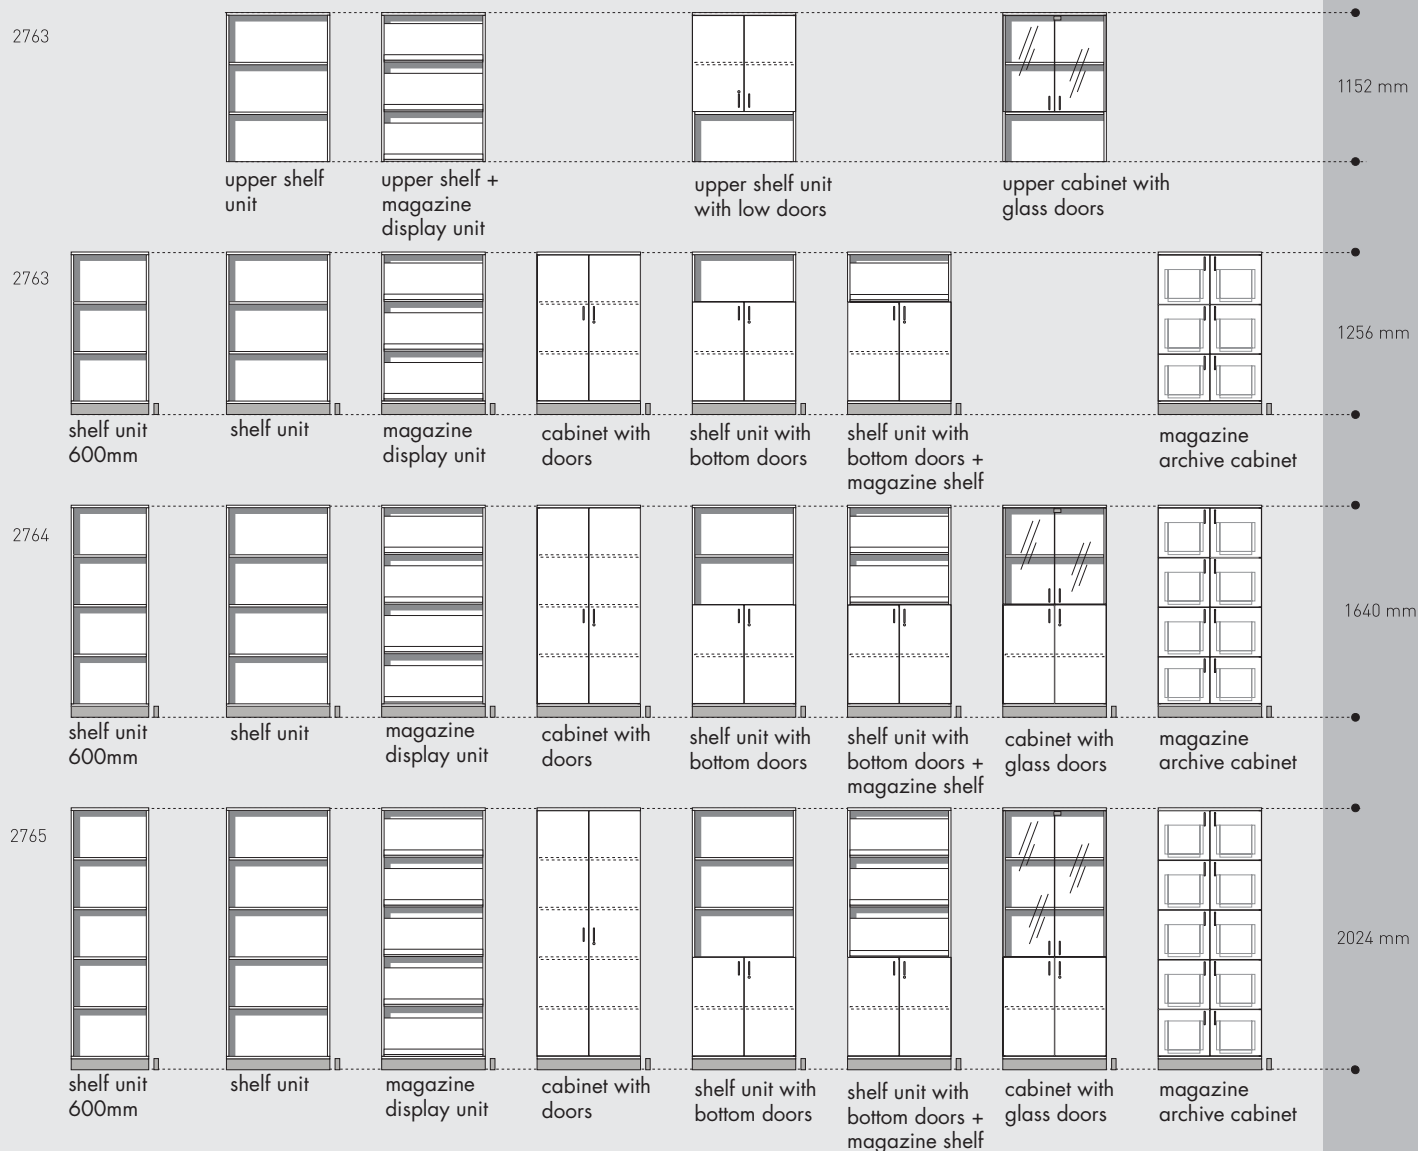 2763
1152 mm
upper shelf
unit
upper shelf +
magazine
display unit
upper shelf unit
with low doors
upper cabinet with
glass doors
2763
1256 mm
shelf unit
600mm
shelf unit
magazine
display unit
cabinet with
doors
shelf unit with
bottom doors
shelf unit with
bottom doors +
magazine shelf
magazine
archive cabinet
2764
1640 mm
shelf unit
600mm
shelf unit
magazine
display unit
cabinet with
doors
shelf unit with
bottom doors
shelf unit with
bottom doors +
magazine shelf
cabinet with
glass doors
magazine
archive cabinet
2765
2024 mm
shelf unit
600mm
shelf unit
magazine
display unit
cabinet with
doors
shelf unit with
bottom doors
shelf unit with
bottom doors +
magazine shelf
cabinet with
glass doors
magazine
archive cabinet